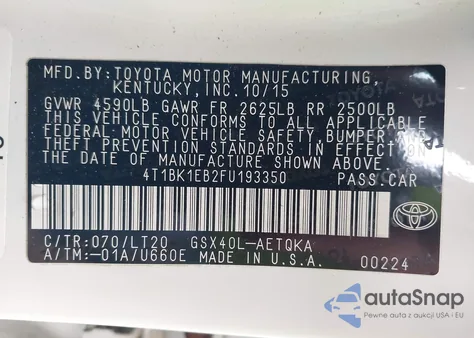 MFD.BY:TOYOTA MOTOR MANUFACTURING,
KENTUCKY,INC.10/15
GVWR 4590LB GAWR FR 2625LB RR 2500LB
THIS VEHICLE CONFORMS TO ALL APPLICABLE
FEDERAL MOTOR VEHICLE SAFETY,BUMPER,AND
THEFT PREVENTION STANDARDS IN EFFECT ON
THE DATE OF MANUFACTURE SHOWN ABOVE.
4T1BK1EB2FU193350 PASS.CAR
C/TR:070/LT20 GSX40L-AETQKA
A/TM:-01A/U660E MADE IN U.S.A. 00224
autoSnap
Pewne auta z aukcji USA i EU